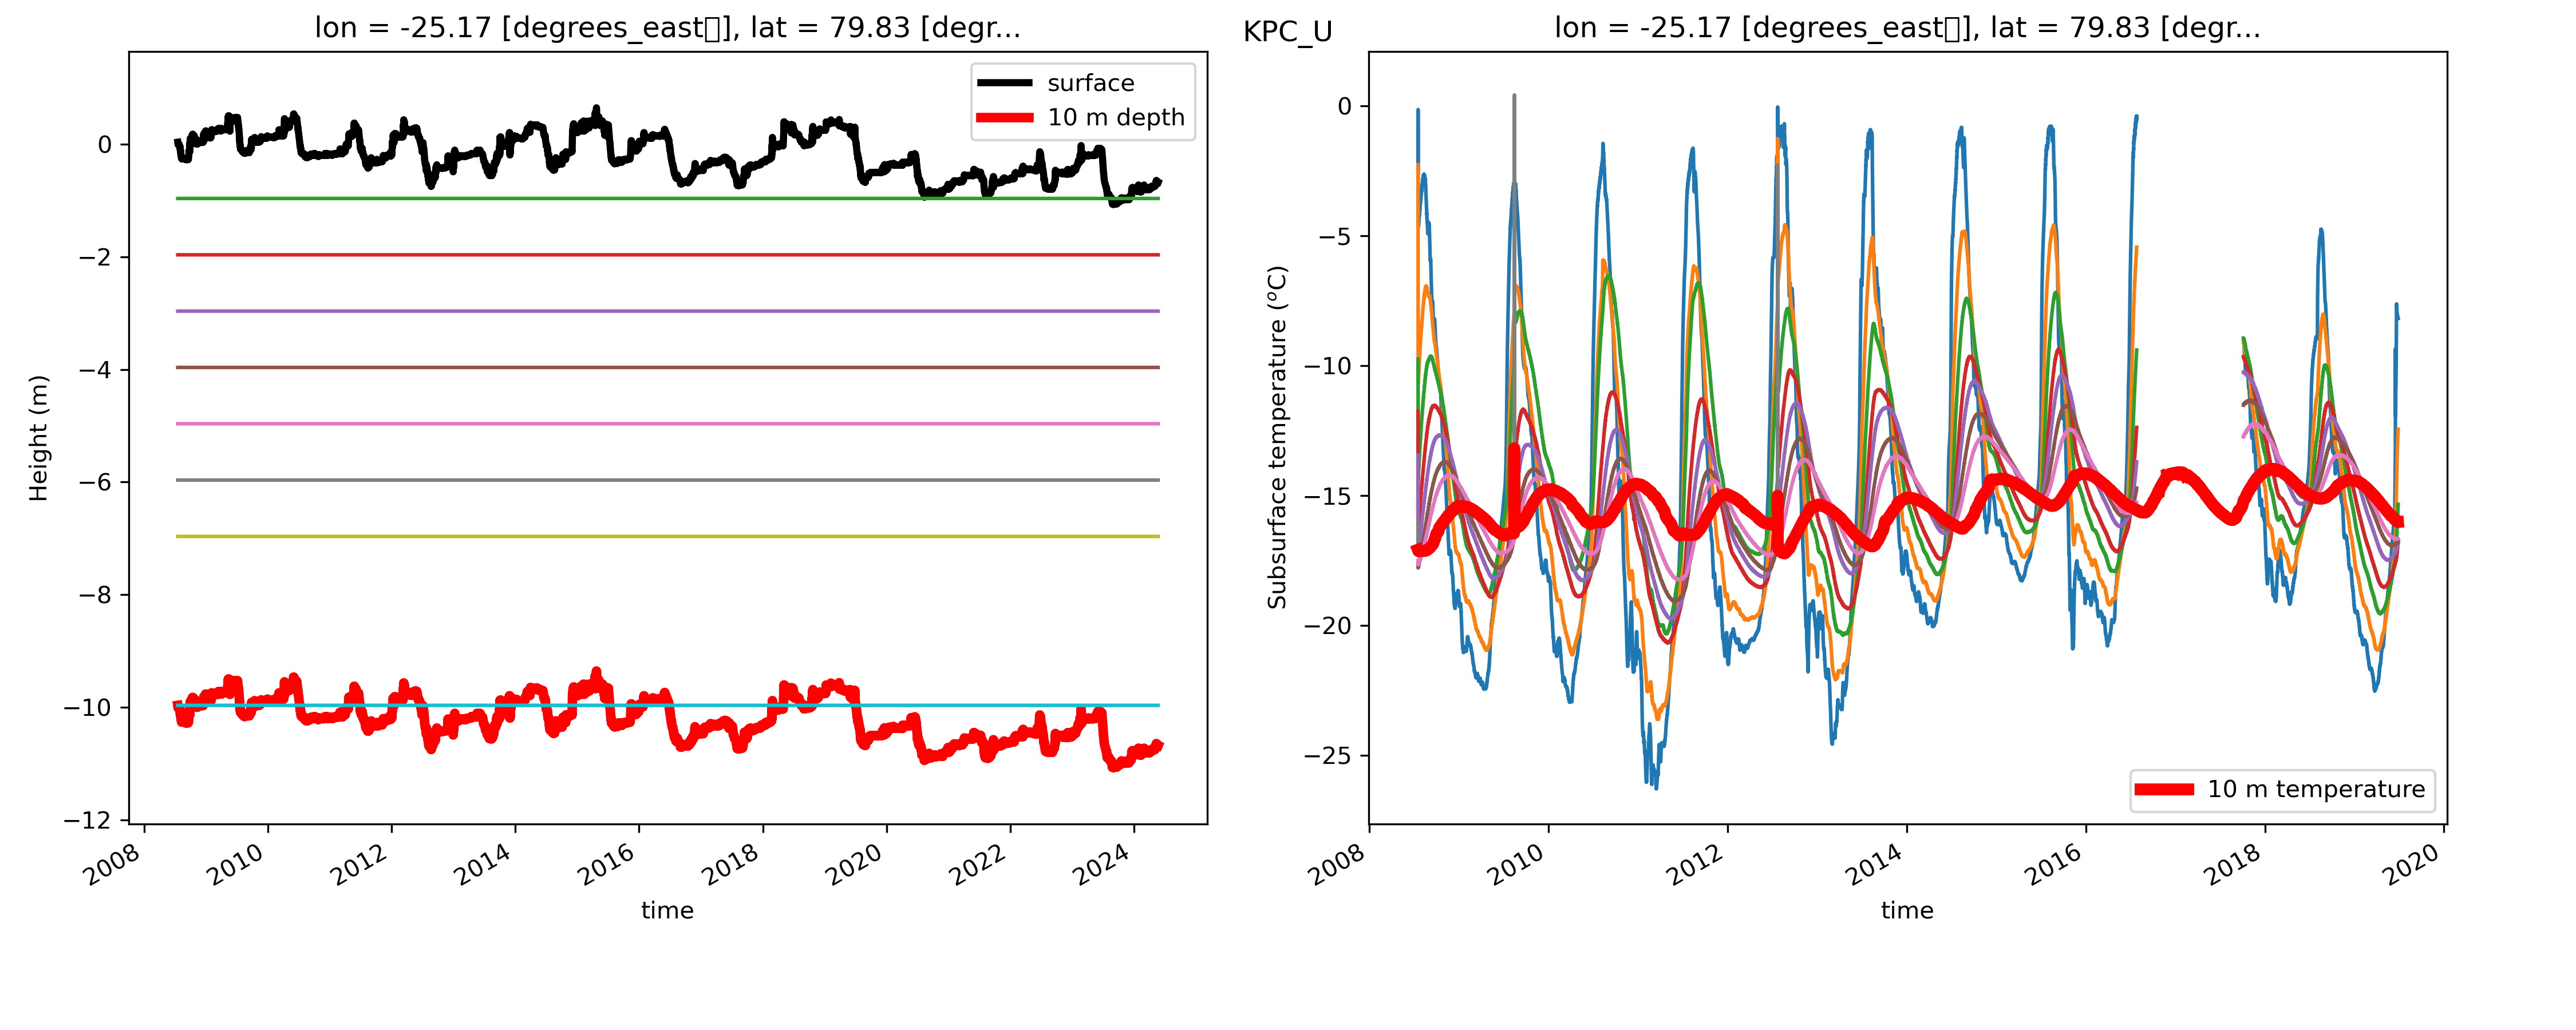 lon = -25.17 [degrees_east▯], lat = 79.83 [degr...
KPC_U
lon = -25.17 [degrees_east▯], lat = 79.83 [degr...
surface
10 m depth
Height (m)
0
−2
−4
−6
−8
−10
−12
2008
2010
2012
2014
2016
2018
2020
2022
2024
time
Subsurface temperature (°C)
0
−5
−10
−15
−20
−25
10 m temperature
2008
2010
2012
2014
2016
2018
2020
time